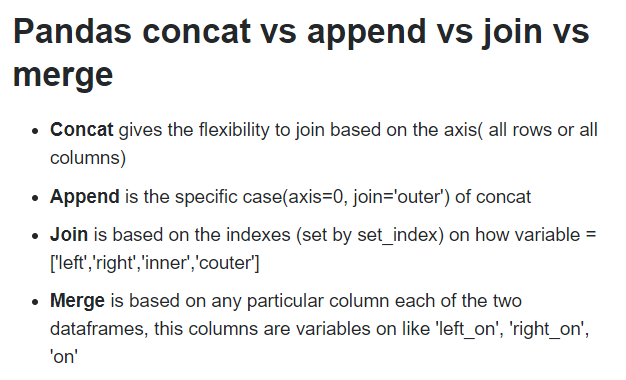 Pandas concat vs append vs join vs
merge
• Concat gives the flexibility to join based on the axis( all rows or all
columns)
• Append is the specific case(axis=0, join='outer') of concat
• Join is based on the indexes (set by set_index) on how variable =
['left','right','inner','couter']
• Merge is based on any particular column each of the two
dataframes, this columns are variables on like 'left_on', 'right_on',
'on'